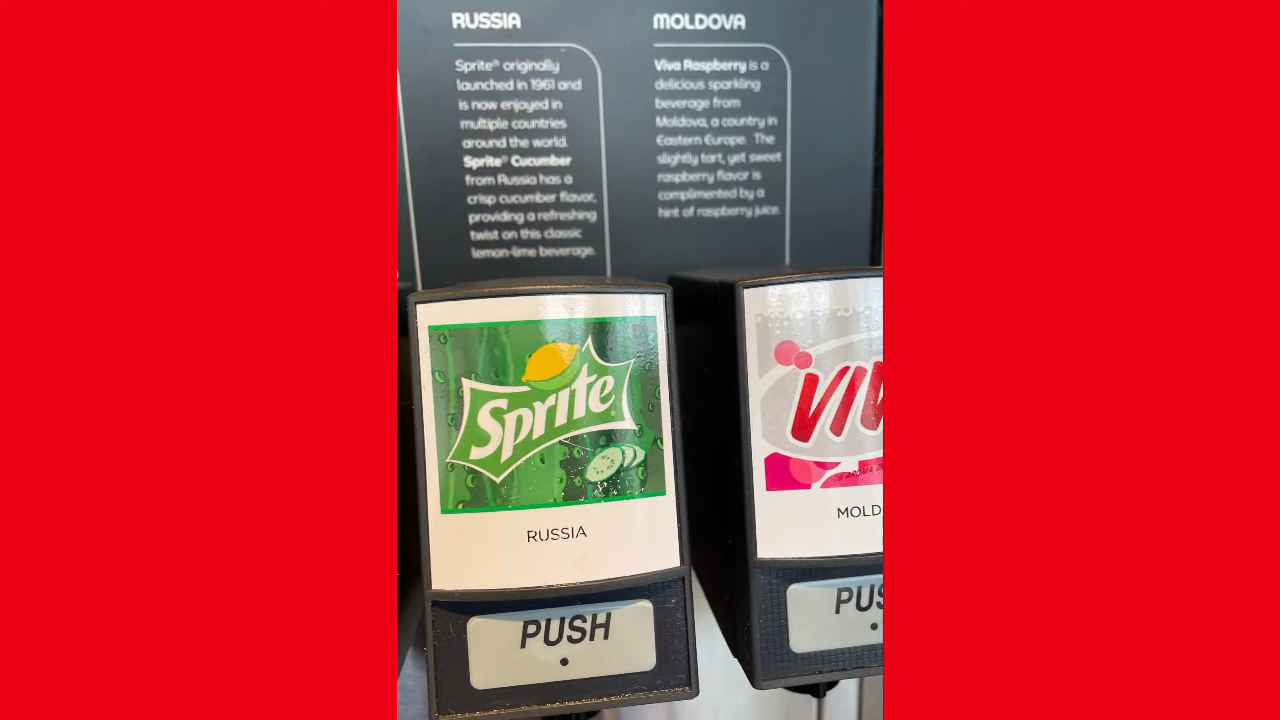 RUSSIA
Sprite® originally
launched in 1961 and
is now enjoyed in
multiple countries
around the world.
Sprite® Cucumber
from Russia has a
crisp cucumber flavor,
providing a refreshing
twist on this classic
lemon-lime beverage.
MOLDOVA
Viva Raspberry is a
delicious sparkling
beverage from
Moldova, a country in
Eastern Europe. The
slightly tart, yet sweet
raspberry flavor is
complimented by a
hint of raspberry juice.
Sprite®
RUSSIA
PUSH
VIV
AROMA
MOLD
PUS